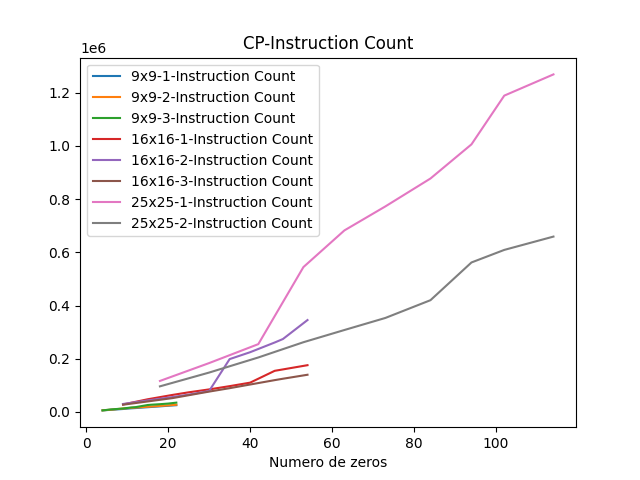 CP-Instruction Count
1e6
9x9-1-Instruction Count
9x9-2-Instruction Count
9x9-3-Instruction Count
16x16-1-Instruction Count
16x16-2-Instruction Count
16x16-3-Instruction Count
25x25-1-Instruction Count
25x25-2-Instruction Count
1.2
1.0
0.8
0.6
0.4
0.2
0.0
0 20 40 60 80 100
Numero de zeros